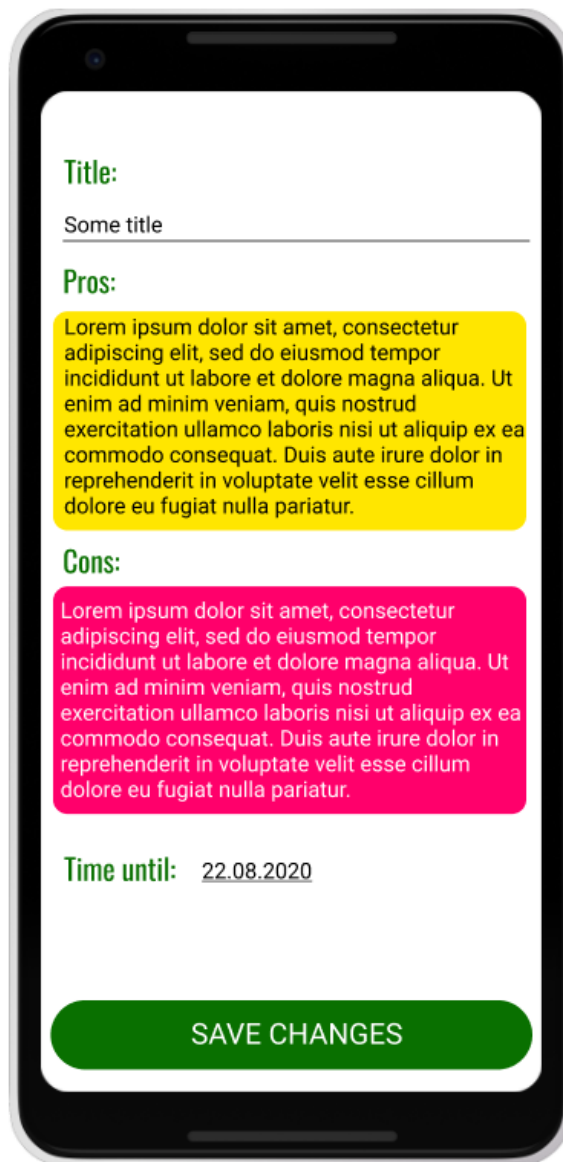 Title:
Some title
Pros:
Lorem ipsum dolor sit amet, consectetur
adipiscing elit, sed do eiusmod tempor
incididunt ut labore et dolore magna aliqua. Ut
enim ad minim veniam, quis nostrud
exercitation ullamco laboris nisi ut aliquip ex ea
commodo consequat. Duis aute irure dolor in
reprehenderit in voluptate velit esse cillum
dolore eu fugiat nulla pariatur.
Cons:
Lorem ipsum dolor sit amet, consectetur
adipiscing elit, sed do eiusmod tempor
incididunt ut labore et dolore magna aliqua. Ut
enim ad minim veniam, quis nostrud
exercitation ullamco laboris nisi ut aliquip ex ea
commodo consequat. Duis aute irure dolor in
reprehenderit in voluptate velit esse cillum
dolore eu fugiat nulla pariatur.
Time until: 22.08.2020
SAVE CHANGES